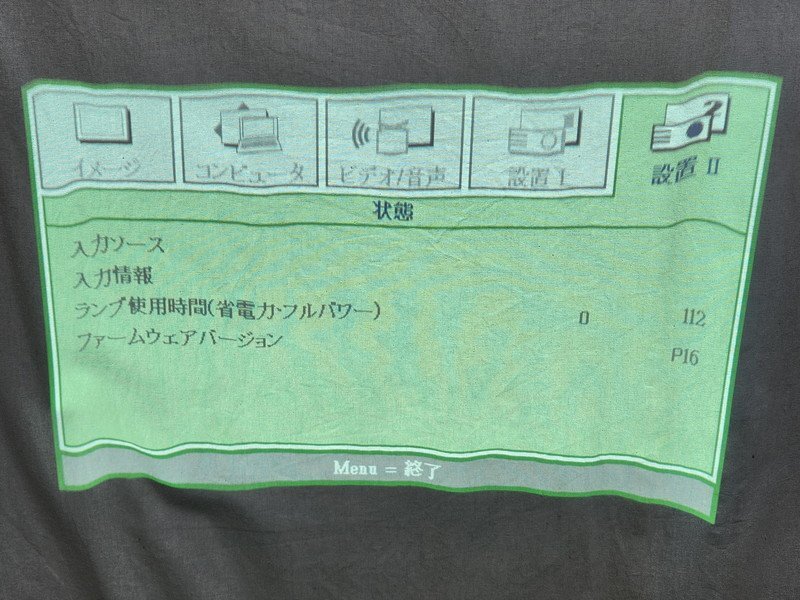 イメージ
コンピュータ
ビデオ/音声
設置 I
設置 II
状態
入力ソース
入力情報
ランプ使用時間(省電力・フルパワー) 0 112
ファームウェアバージョン P16
Menu = 終了